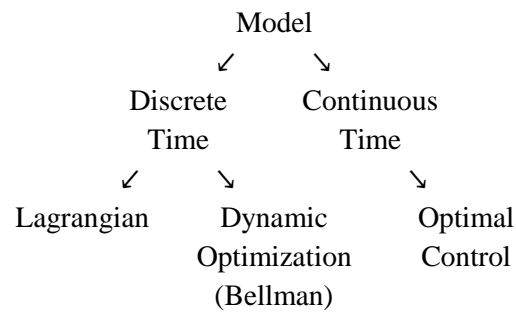 Model
↙ ↘
Discrete Continuous
Time Time
↙ ↘ ↘
Lagrangian Dynamic Optimal
Optimization Control
(Bellman)